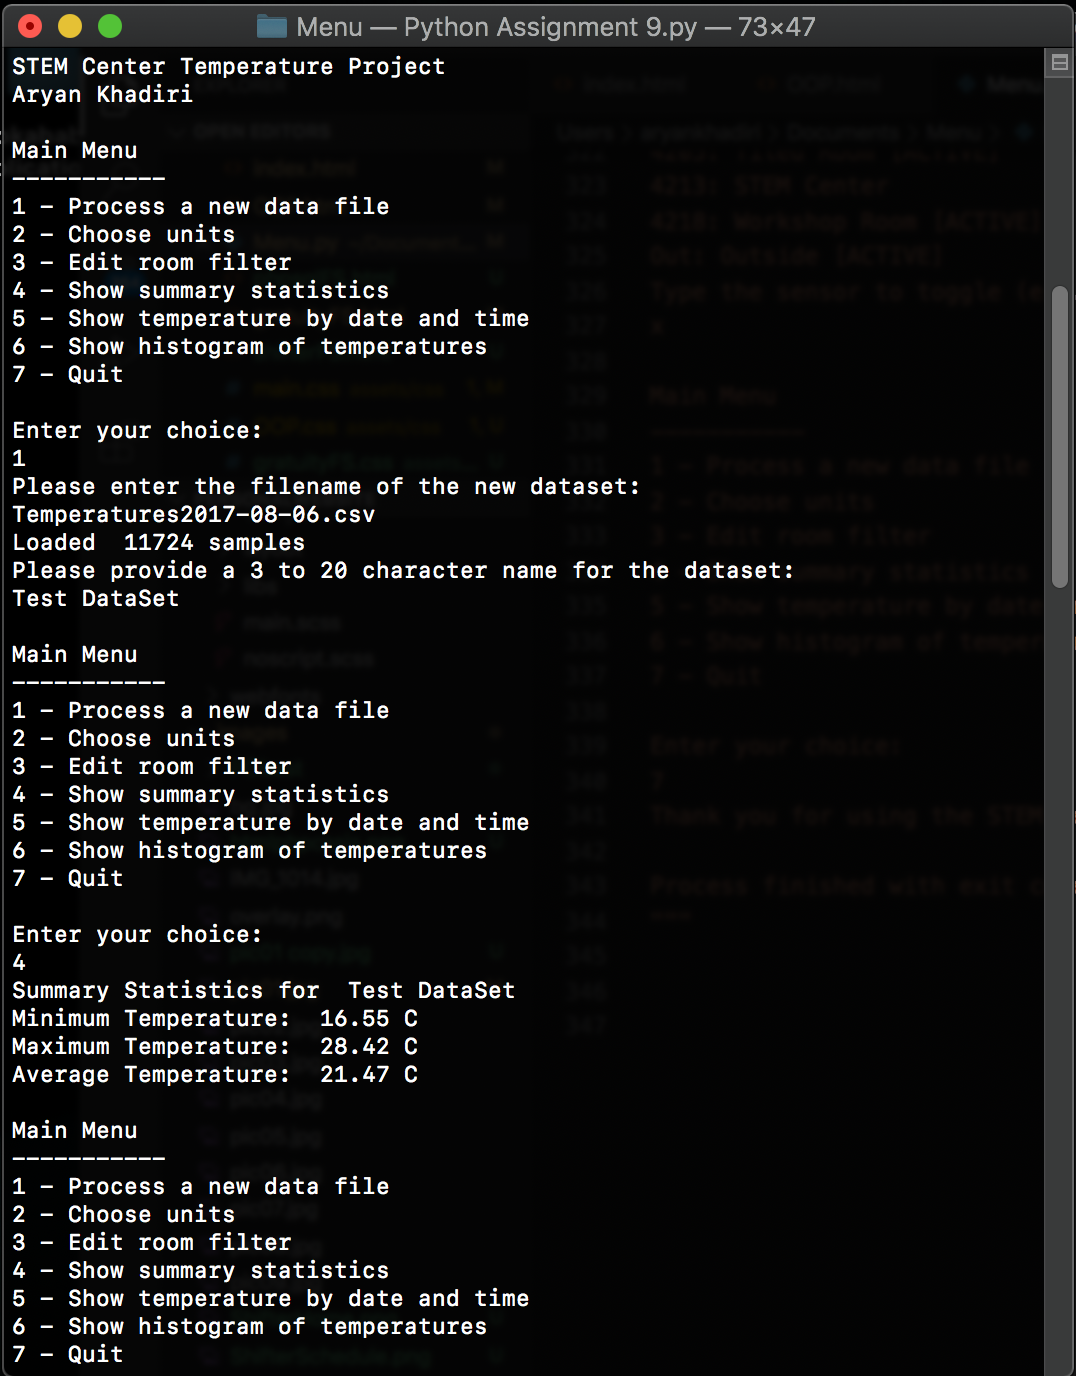 Menu — Python Assignment 9.py — 73×47
STEM Center Temperature Project
Aryan Khadiri

Main Menu
-----------
1 - Process a new data file
2 - Choose units
3 - Edit room filter
4 - Show summary statistics
5 - Show temperature by date and time
6 - Show histogram of temperatures
7 - Quit

Enter your choice:
1
Please enter the filename of the new dataset:
Temperatures2017-08-06.csv
Loaded  11724 samples
Please provide a 3 to 20 character name for the dataset:
Test DataSet

Main Menu
-----------
1 - Process a new data file
2 - Choose units
3 - Edit room filter
4 - Show summary statistics
5 - Show temperature by date and time
6 - Show histogram of temperatures
7 - Quit

Enter your choice:
4
Summary Statistics for  Test DataSet
Minimum Temperature:  16.55 C
Maximum Temperature:  28.42 C
Average Temperature:  21.47 C

Main Menu
-----------
1 - Process a new data file
2 - Choose units
3 - Edit room filter
4 - Show summary statistics
5 - Show temperature by date and time
6 - Show histogram of temperatures
7 - Quit